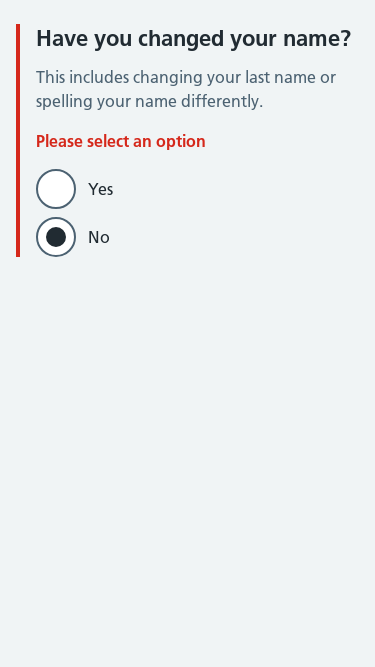 Have you changed your name?
This includes changing your last name or
spelling your name differently.
Please select an option
Yes
No